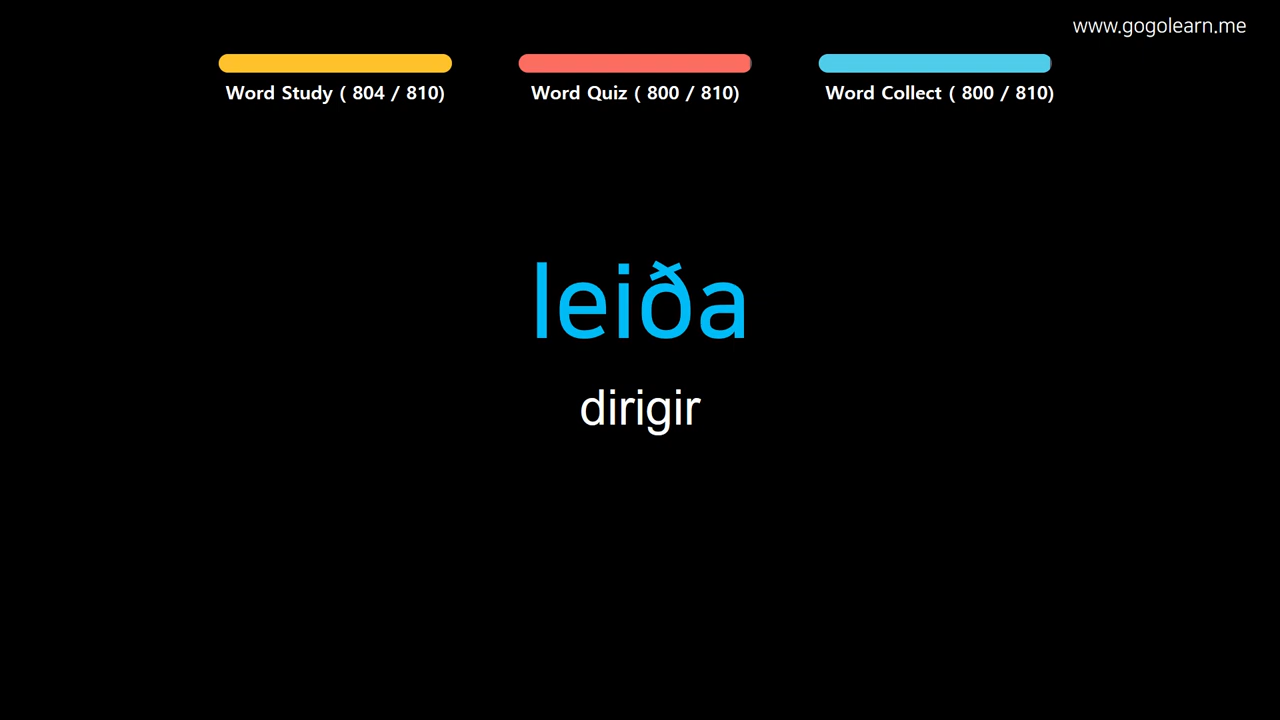 www.gogolearn.me
Word Study ( 804 / 810)
Word Quiz ( 800 / 810)
Word Collect ( 800 / 810)
leiða
dirigir